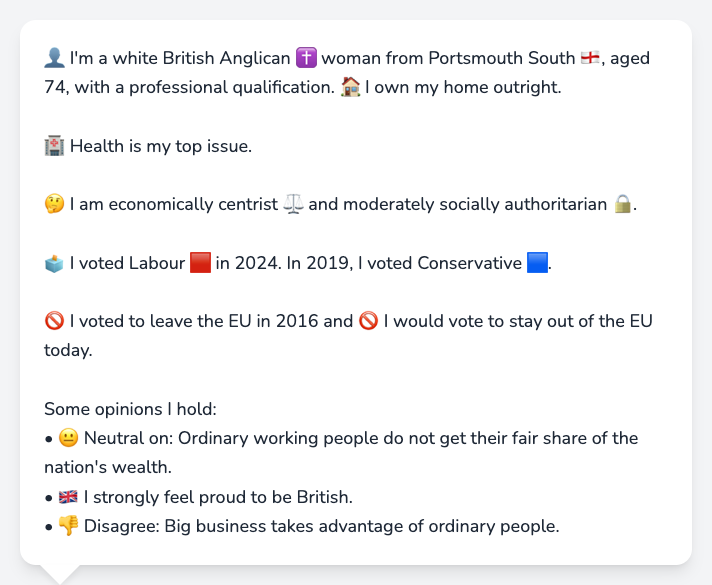 👤 I'm a white British Anglican ✝️ woman from Portsmouth South 🏴󠁧󠁢󠁥󠁮󠁧󠁿, aged
74, with a professional qualification. 🏠 I own my home outright.
🏥 Health is my top issue.
🤔 I am economically centrist ⚖️ and moderately socially authoritarian 🔒.
🗳️ I voted Labour 🟥 in 2024. In 2019, I voted Conservative 🟦.
🚫 I voted to leave the EU in 2016 and 🚫 I would vote to stay out of the EU
today.
Some opinions I hold:
• 😐 Neutral on: Ordinary working people do not get their fair share of the
nation's wealth.
• 🇬🇧 I strongly feel proud to be British.
• 👎 Disagree: Big business takes advantage of ordinary people.